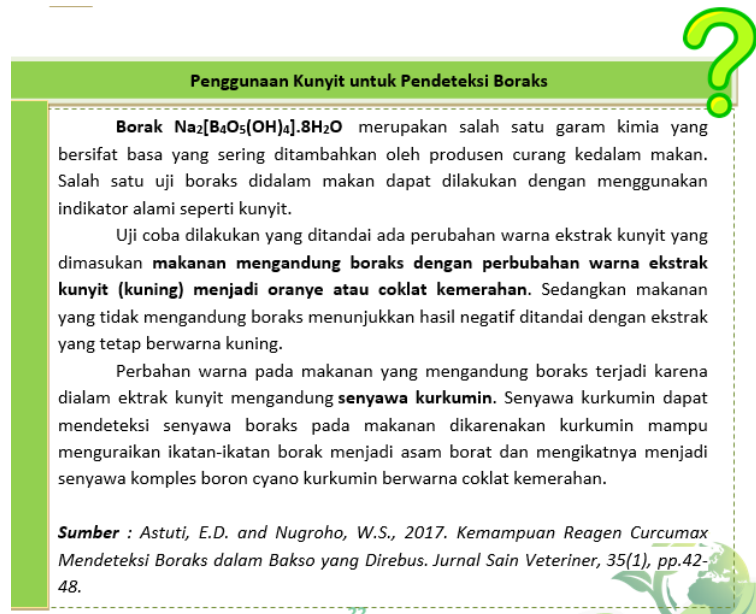 Penggunaan Kunyit untuk Pendeteksi Boraks
Borak Na₂[B₄O₅(OH)₄].8H₂O merupakan salah satu garam kimia yang
bersifat basa yang sering ditambahkan oleh produsen curang kedalam makan.
Salah satu uji boraks didalam makan dapat dilakukan dengan menggunakan
indikator alami seperti kunyit.
Uji coba dilakukan yang ditandai ada perubahan warna ekstrak kunyit yang
dimasukan makanan mengandung boraks dengan perbubahan warna ekstrak
kunyit (kuning) menjadi oranye atau coklat kemerahan. Sedangkan makanan
yang tidak mengandung boraks menunjukkan hasil negatif ditandai dengan ekstrak
yang tetap berwarna kuning.
Perbahan warna pada makanan yang mengandung boraks terjadi karena
dialam ektrak kunyit mengandung senyawa kurkumin. Senyawa kurkumin dapat
mendeteksi senyawa boraks pada makanan dikarenakan kurkumin mampu
menguraikan ikatan-ikatan borak menjadi asam borat dan mengikatnya menjadi
senyawa komples boron cyano kurkumin berwarna coklat kemerahan.
Sumber : Astuti, E.D. and Nugroho, W.S., 2017. Kemampuan Reagen Curcumax
Mendeteksi Boraks dalam Bakso yang Direbus. Jurnal Sain Veteriner, 35(1), pp.42-
48.